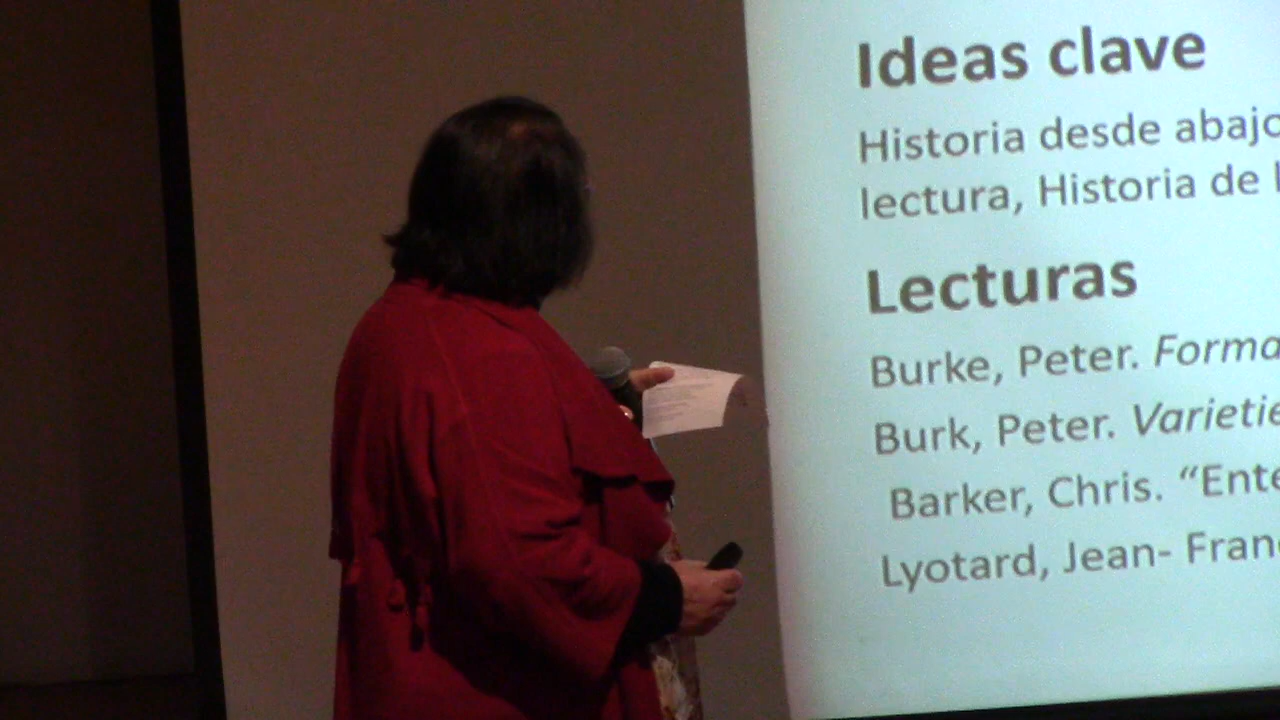 Ideas clave
Historia desde abajo
lectura, Historia de
Lecturas
Burke, Peter. Forma
Burk, Peter. Varietie
Barker, Chris. “Ente
Lyotard, Jean- Fran